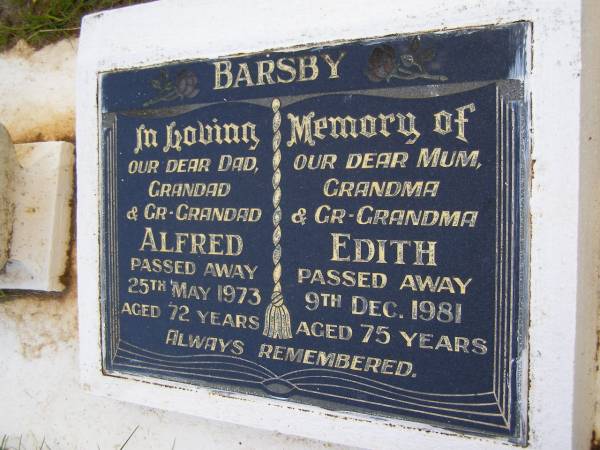 BARSBY
In Loving Memory of
OUR DEAR DAD,
GRANDAD
& GR-GRANDAD
ALFRED
PASSED AWAY
25TH MAY 1973
AGED 72 YEARS
OUR DEAR MUM,
GRANDMA
& GR-GRANDMA
EDITH
PASSED AWAY
9TH DEC. 1981
AGED 75 YEARS
ALWAYS REMEMBERED.